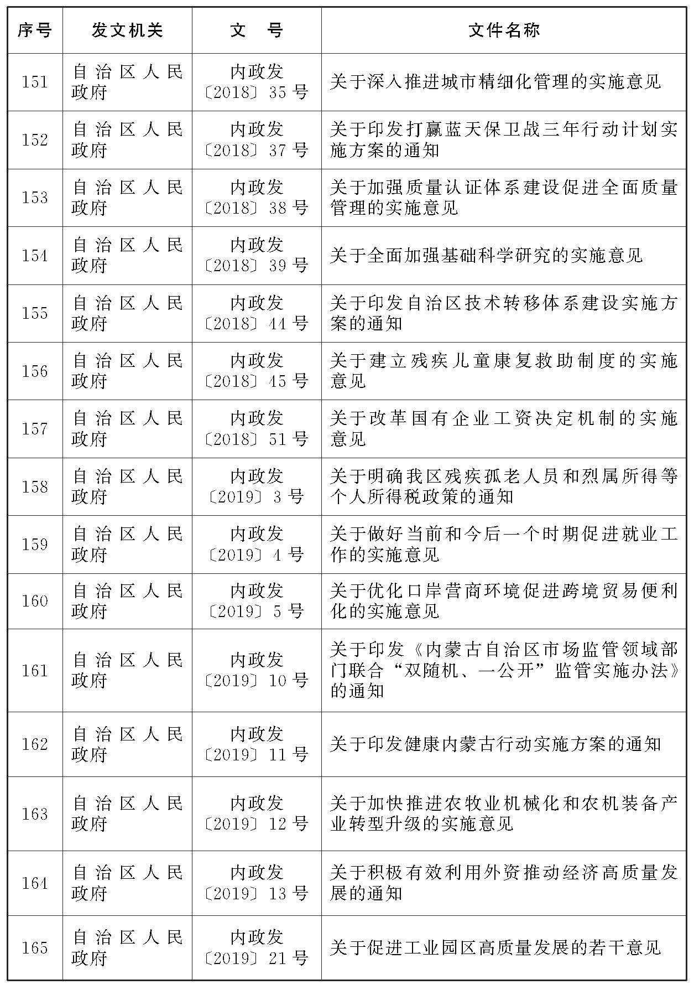 序号 发文机关 文 号 文件名称
151 自治区人民政府 内政发〔2018〕35号 关于深入推进城市精细化管理的实施意见
152 自治区人民政府 内政发〔2018〕37号 关于印发打赢蓝天保卫战三年行动计划实
施方案的通知
153 自治区人民政府 内政发〔2018〕38号 关于加强质量认证体系建设促进全面质量
管理的实施意见
154 自治区人民政府 内政发〔2018〕39号 关于全面加强基础科学研究的实施意见
155 自治区人民政府 内政发〔2018〕44号 关于印发自治区技术转移体系建设实施方
案的通知
156 自治区人民政府 内政发〔2018〕45号 关于建立残疾儿童康复救助制度的实施
意见
157 自治区人民政府 内政发〔2018〕51号 关于改革国有企业工资决定机制的实施
意见
158 自治区人民政府 内政发〔2019〕3号 关于明确我区残疾孤老人员和烈属所得等
个人所得税政策的通知
159 自治区人民政府 内政发〔2019〕4号 关于做好当前和今后一个时期促进就业工
作的实施意见
160 自治区人民政府 内政发〔2019〕5号 关于优化口岸营商环境促进跨境贸易便利
化的实施意见
161 自治区人民政府 内政发〔2019〕10号 关于印发《内蒙古自治区市场监管领域部
门联合“双随机、一公开”监管实施办法》
的通知
162 自治区人民政府 内政发〔2019〕11号 关于印发健康内蒙古行动实施方案的通知
163 自治区人民政府 内政发〔2019〕12号 关于加快推进农牧业机械化和农机装备产
业转型升级的实施意见
164 自治区人民政府 内政发〔2019〕13号 关于积极有效利用外资推动经济高质量发
展的通知
165 自治区人民政府 内政发〔2019〕21号 关于促进工业园区高质量发展的若干意见